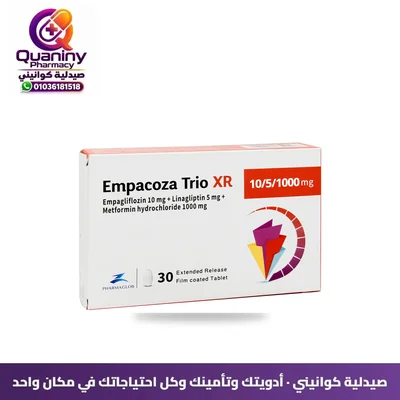 Quaniny
Pharmacy
صيدلية كوانيني
01036181518
Empacoza Trio XR
10/5/1000 mg
Empagliflozin 10 mg + Linagliptin 5 mg +
Metformin hydrochloride 1000 mg
PHARMAGLOB
30 Extended Release
Film coated Tablet
صيدلية كوانيني - أدويتك وتأمينك وكل احتياجاتك في مكان واحد